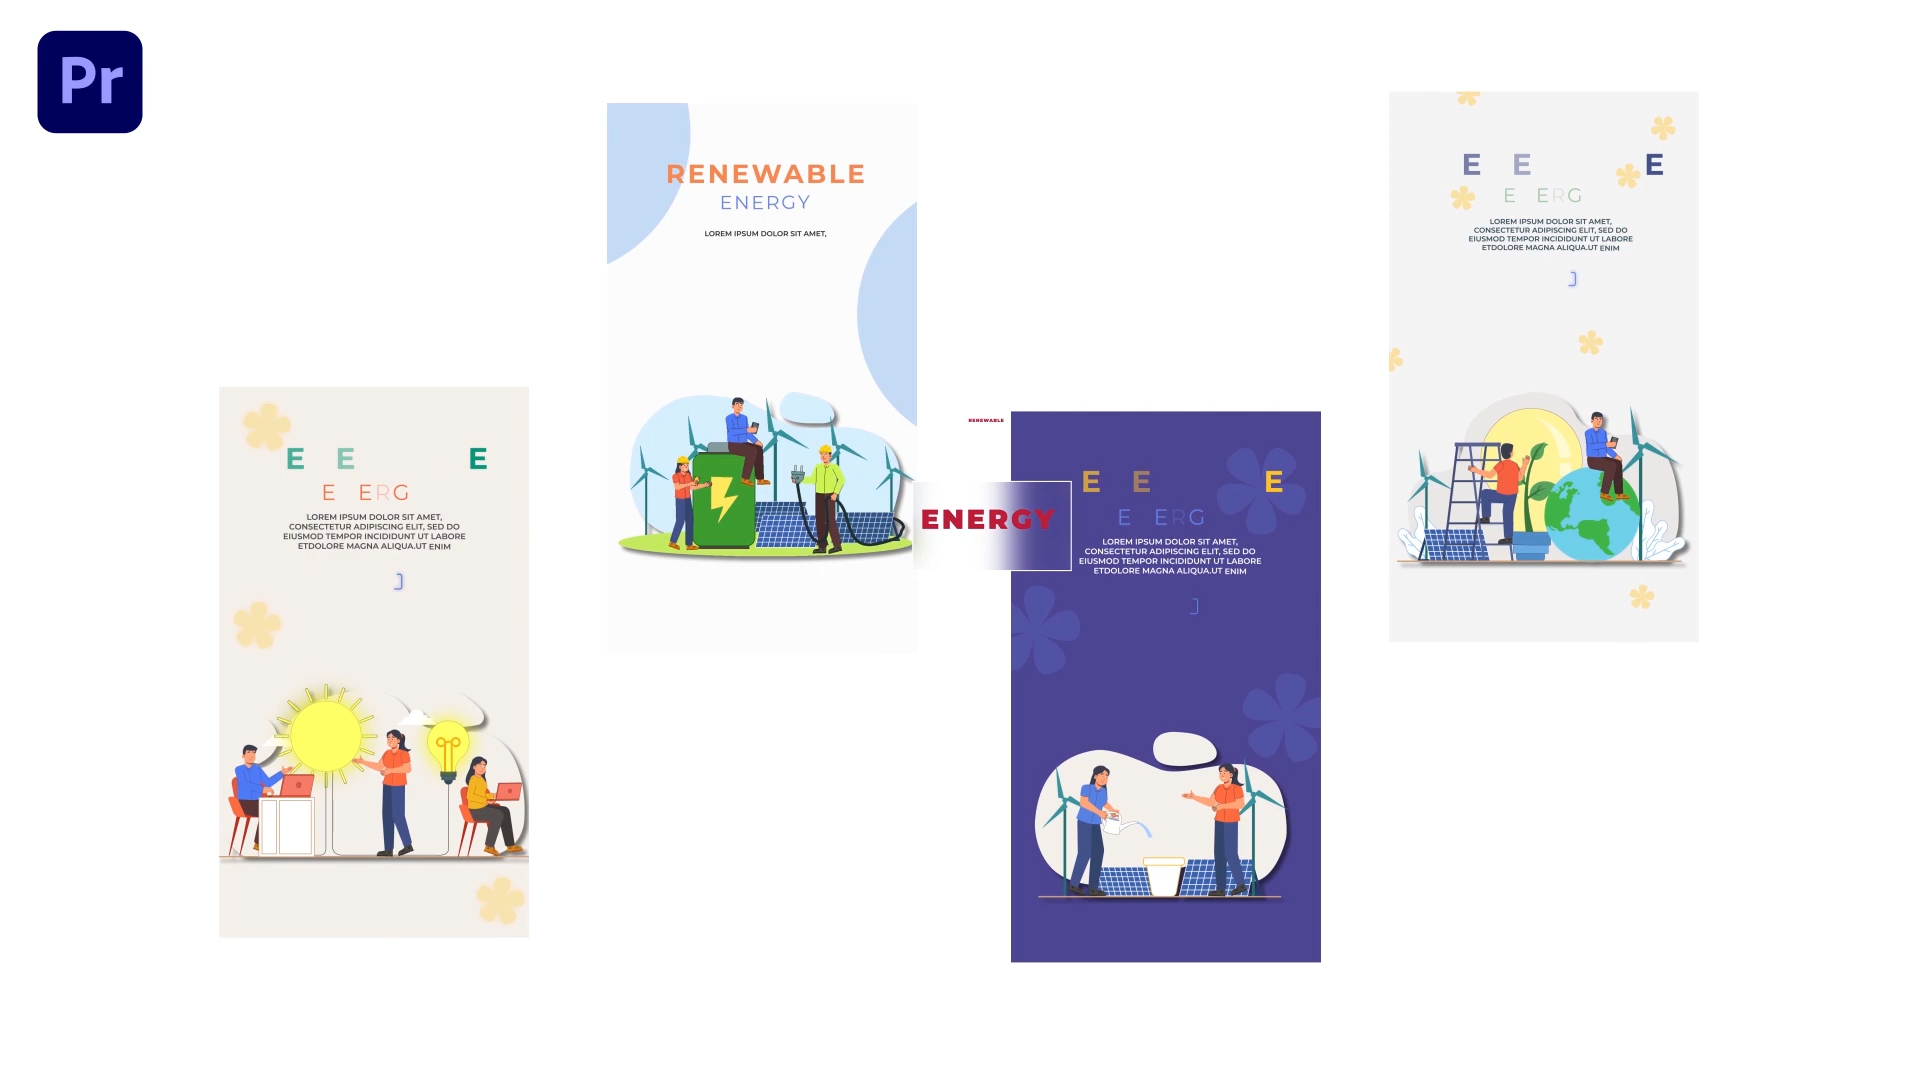 Pr
RENEWABLE
ENERGY
LOREM IPSUM DOLOR SIT AMET,
E E E
E ERG
LOREM IPSUM DOLOR SIT AMET,
CONSECTETUR ADIPISCING ELIT, SED DO
EIUSMOD TEMPOR INCIDIDUNT UT LABORE
ETDOLORE MAGNA ALIQUA.UT ENIM
E E E
E ERG
LOREM IPSUM DOLOR SIT AMET,
CONSECTETUR ADIPISCING ELIT, SED DO
EIUSMOD TEMPOR INCIDIDUNT UT LABORE
ETDOLORE MAGNA ALIQUA.UT ENIM
RENEWABLE
ENERGY
E E E
E ERG
LOREM IPSUM DOLOR SIT AMET,
CONSECTETUR ADIPISCING ELIT, SED DO
EIUSMOD TEMPOR INCIDIDUNT UT LABORE
ETDOLORE MAGNA ALIQUA.UT ENIM